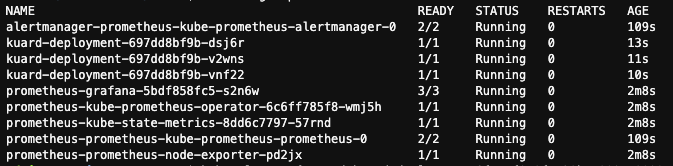 NAME READY STATUS RESTARTS AGE
alertmanager-prometheus-kube-prometheus-alertmanager-0 2/2 Running 0 109s
kuard-deployment-697dd8bf9b-dsj6r 1/1 Running 0 13s
kuard-deployment-697dd8bf9b-v2wns 1/1 Running 0 11s
kuard-deployment-697dd8bf9b-vnf22 1/1 Running 0 10s
prometheus-grafana-5bdf858fc5-s2n6w 3/3 Running 0 2m8s
prometheus-kube-prometheus-operator-6c6ff785f8-wmj5h 1/1 Running 0 2m8s
prometheus-kube-state-metrics-8dd6c7797-57rnd 1/1 Running 0 2m8s
prometheus-prometheus-kube-prometheus-prometheus-0 2/2 Running 0 109s
prometheus-prometheus-node-exporter-pd2jx 1/1 Running 0 2m8s